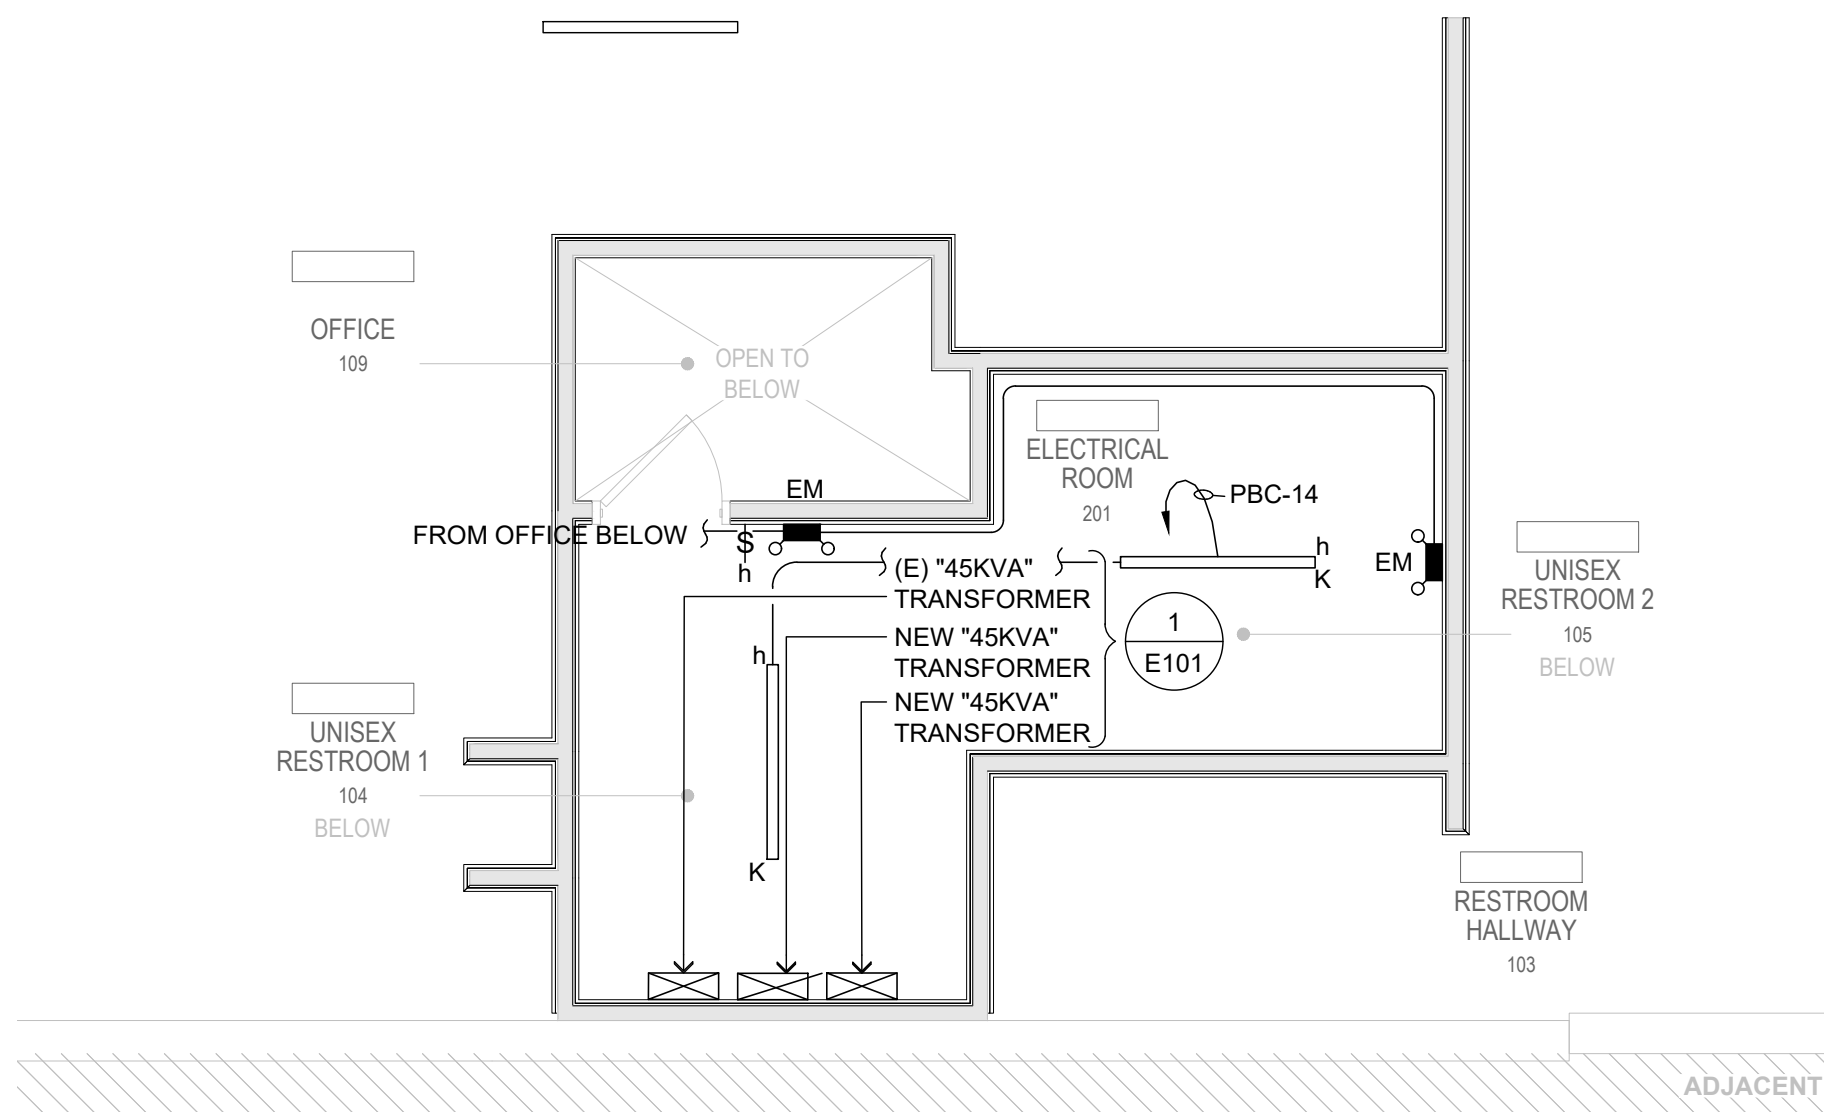 OFFICE
109
OPEN TO
BELOW
ELECTRICAL
ROOM
201
EM
PBC-14
FROM OFFICE BELOW
S
h
h
K
EM
UNISEX
RESTROOM 2
105
BELOW
(E) "45KVA"
TRANSFORMER
NEW "45KVA"
TRANSFORMER
NEW "45KVA"
TRANSFORMER
1
E101
h
K
UNISEX
RESTROOM 1
104
BELOW
RESTROOM
HALLWAY
103
ADJACENT